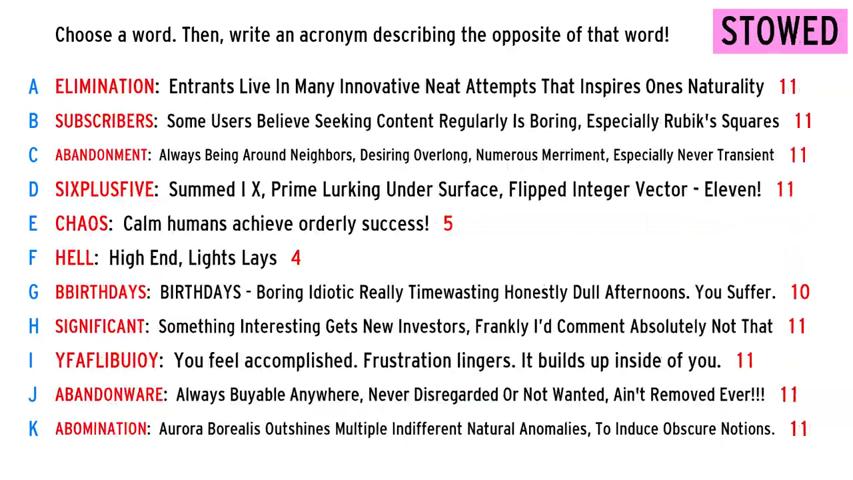 Choose a word. Then, write an acronym describing the opposite of that word!
STOWED
A ELIMINATION: Entrants Live In Many Innovative Neat Attempts That Inspires Ones Naturality 11
B SUBSCRIBERS: Some Users Believe Seeking Content Regularly Is Boring, Especially Rubik's Squares 11
C ABANDONMENT: Always Being Around Neighbors, Desiring Overlong, Numerous Merriment, Especially Never Transient 11
D SIXPLUSFIVE: Summed I X, Prime Lurking Under Surface, Flipped Integer Vector - Eleven! 11
E CHAOS: Calm humans achieve orderly success! 5
F HELL: High End, Lights Lays 4
G BBIRTHDAYS: BIRTHDAYS - Boring Idiotic Really Timewasting Honestly Dull Afternoons. You Suffer. 10
H SIGNIFICANT: Something Interesting Gets New Investors, Frankly I'd Comment Absolutely Not That 11
I YFAFLIBUIOY: You feel accomplished. Frustration lingers. It builds up inside of you. 11
J ABANDONWARE: Always Buyable Anywhere, Never Disregarded Or Not Wanted, Ain't Removed Ever!!! 11
K ABOMINATION: Aurora Borealis Outshines Multiple Indifferent Natural Anomalies, To Induce Obscure Notions. 11